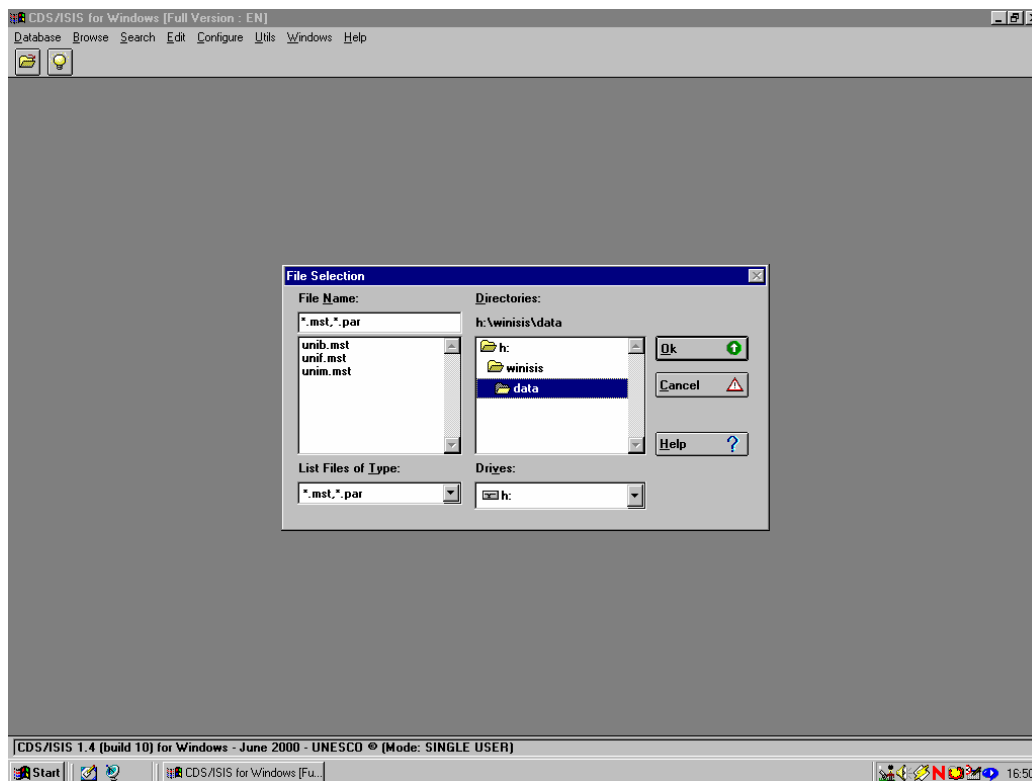 CDS/ISIS for Windows [Full Version : EN]
Database Browse Search Edit Configure Utils Windows Help
File Selection
File Name:
Directories:
*.mst,*.par
h:\winisis\data
unib.mst
unif.mst
unim.mst
h:
winisis
data
Ok
Cancel
Help
List Files of Type:
Drives:
*.mst,*.par
h:
CDS/ISIS 1.4 (build 10) for Windows - June 2000 - UNESCO © (Mode: SINGLE USER)
Start
CDS/ISIS for Windows [Fu...
16:50